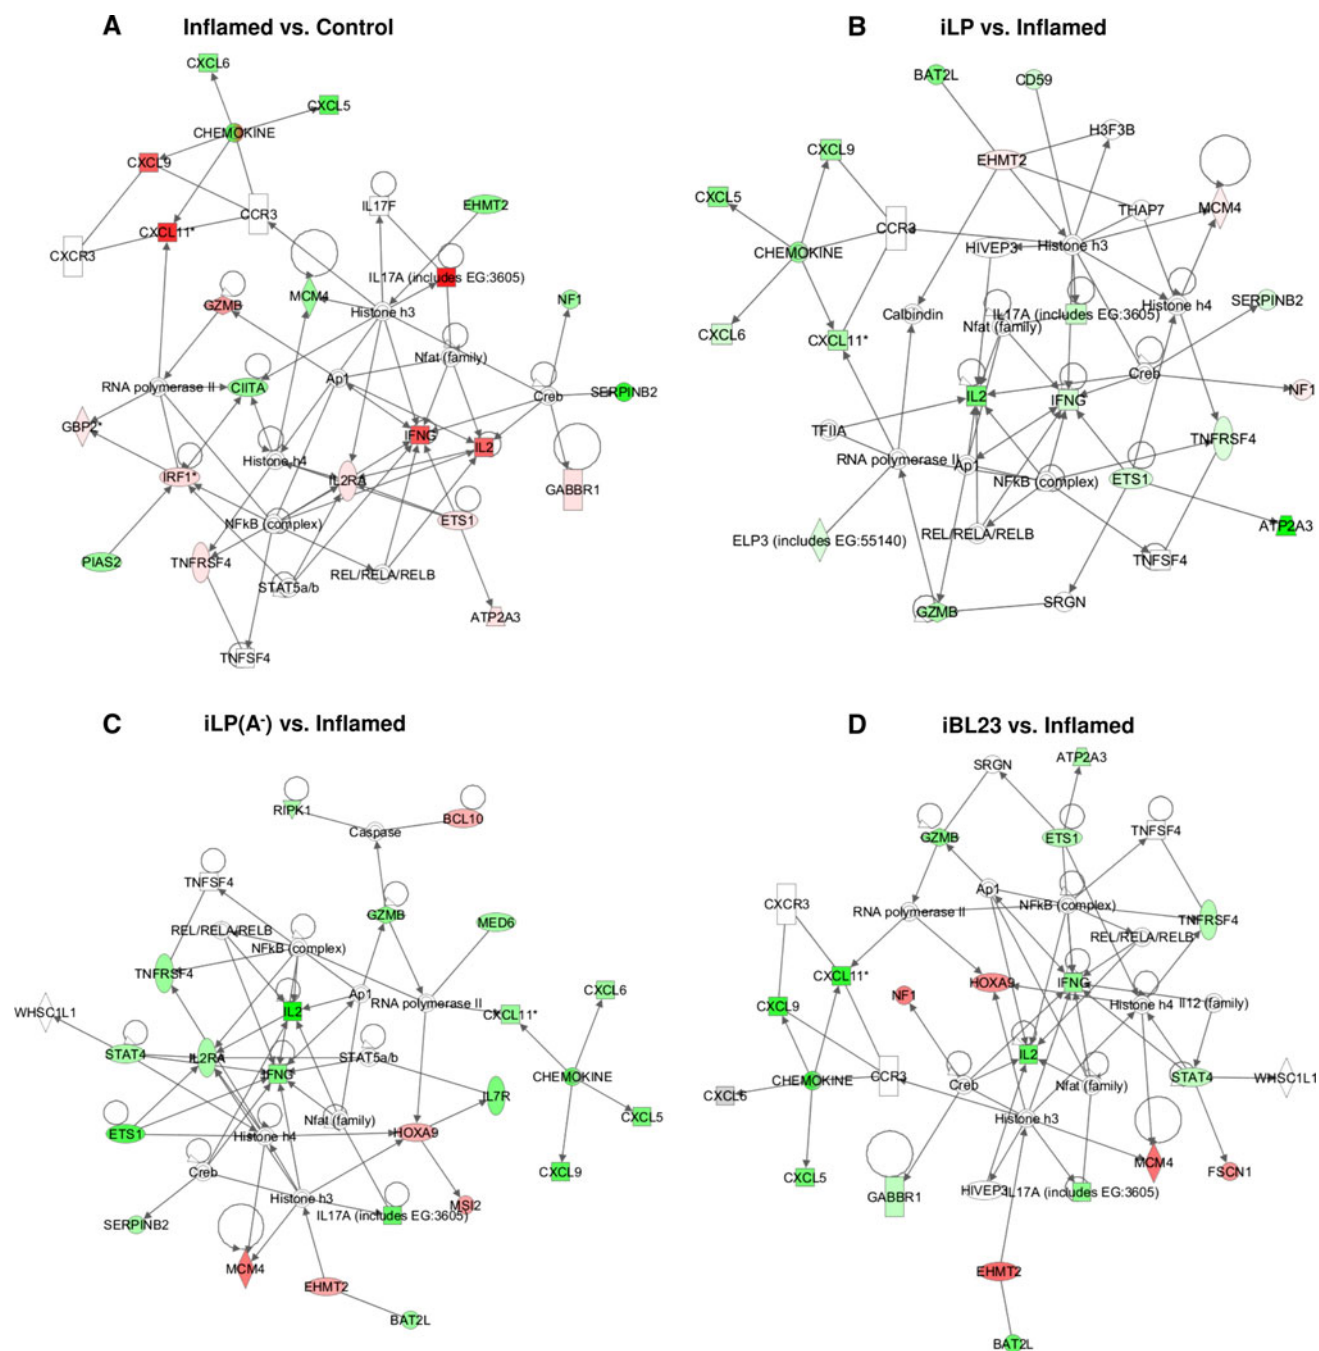 A Inflamed vs. Control
CXCL6
CXCL5
CHEMOKINE
CXCL9
IL17F
EHMT2
CCR3
CXCL11*
CXCR3
IL17A (includes EG:3605)
MCM4
NF1
GZMB
Histone h3
Nfat (family)
Ap1
RNA polymerase II
CIITA
SERPINB2
Creb
GBP2*
IFNG
IL2
Histone h4
IRF1*
IL2RA
GABBR1
ETS1
NFkB (complex)
PIAS2
TNFRSF4
REL/RELA/RELB
STAT5a/b
ATP2A3
TNFSF4
B iLP vs. Inflamed
BAT2L
CD59
H3F3B
CXCL9
EHMT2
CXCL5
THAP7
MCM4
CCR3
HIVEP3
Histone h3
CHEMOKINE
SERPINB2
Histone h4
Calbindin
IL17A (includes EG:3605)
Nfat (family)
CXCL6
CXCL11*
Creb
NF1
IL2
IFNG
TFIIA
TNFRSF4
RNA polymerase II
Ap1
NFkB (complex)
ETS1
ATP2A3
REL/RELA/RELB
ELP3 (includes EG:55140)
TNFSF4
SRGN
GZMB
C iLP(A-) vs. Inflamed
RIPK1
BCL10
Caspase
TNFSF4
GZMB
MED6
REL/RELA/RELB
NFkB (complex)
TNFRSF4
CXCL6
Ap1
RNA polymerase II
WHSC1L1
IL2
CXCL11*
STAT4
IL2RA
STAT5a/b
IFNG
CHEMOKINE
IL7R
CXCL5
Nfat (family)
ETS1
Histone h4
HOXA9
Creb
CXCL9
Histone h3
MSI2
IL17A (includes EG:3605)
SERPINB2
MCM4
EHMT2
BAT2L
D iBL23 vs. Inflamed
ATP2A3
SRGN
GZMB
ETS1
TNFSF4
Ap1
CXCR3
NFkB (complex)
RNA polymerase II
TNFRSF4
REL/RELA/RELB
CXCL11*
HOXA9
IFNG
NF1
CXCL9
Histone h4
Il12 (family)
IL2
CHEMOKINE
CCR3
Creb
Nfat (family)
STAT4
WHSC1L1
CXCL6
Histone h3
MCM4
FSCN1
CXCL5
GABBR1
HIVEP3
IL17A (includes EG:3605)
EHMT2
BAT2L